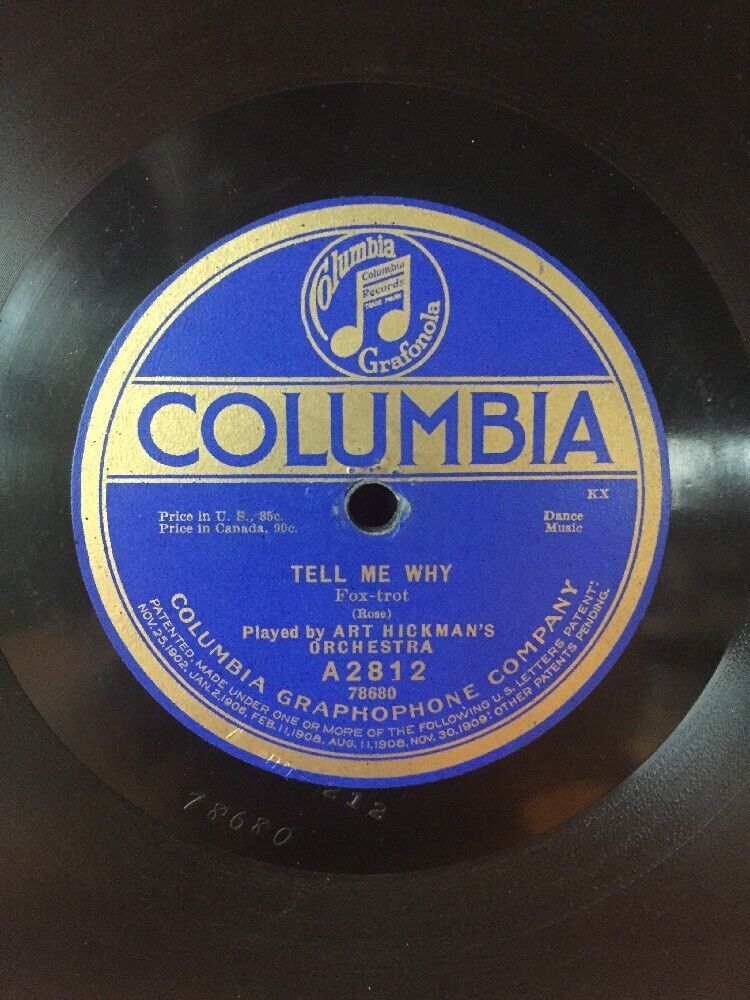 Columbia
Columbia
Records
Grafonola
COLUMBIA
KX
Price in U. S., 85c.
Price in Canada, 90c.
Dance
Music
TELL ME WHY
Fox-trot
(Rose)
Played by ART HICKMAN'S
ORCHESTRA
A2812
78680
COLUMBIA GRAPHOPHONE COMPANY
PATENTED, MADE UNDER ONE OR MORE OF THE FOLLOWING U.S. LETTERS PATENT:
NOV. 25, 1902, JAN. 2, 1906, FEB. 11, 1908, AUG. 11, 1908, NOV. 30, 1909: OTHER PATENTS PENDING.
212
78680